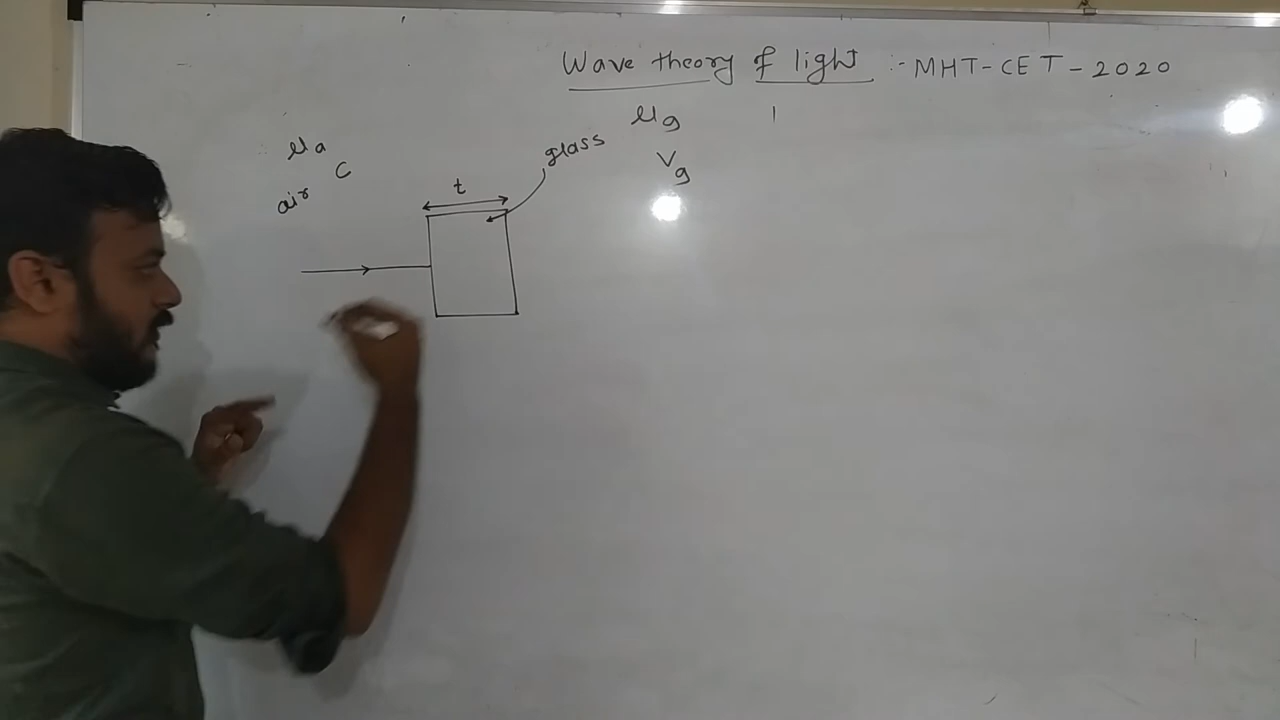 Wave theory of light :- MHT-CET-2020
μg
μa
glass
c
Vg
t
air